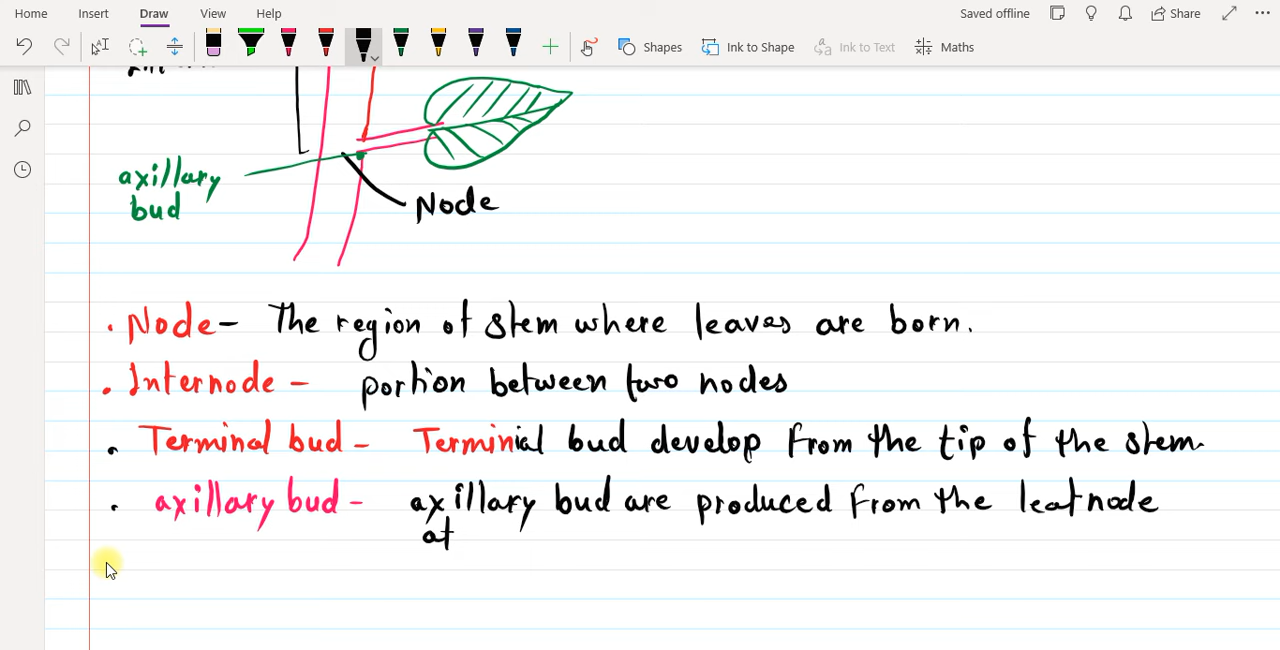 Home Insert Draw View Help Saved offline Share
Shapes Ink to Shape Ink to Text Maths
axillary
bud
Node
• Node - The region of stem where leaves are born.
• Internode - portion between two nodes
• Terminal bud - Terminial bud develop from the tip of the stem.
• axillary bud - axillary bud are produced from the leafnode
at